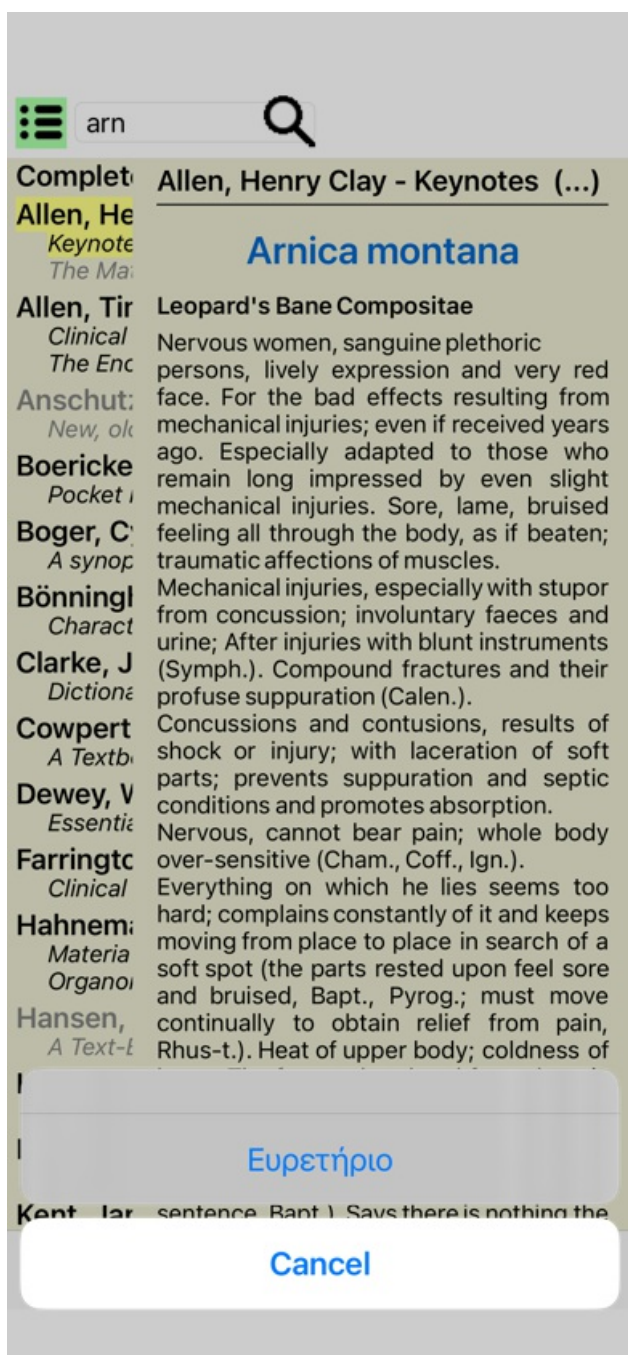 arn
Complet
Allen, He
Keynote
The Ma
Allen, Tir
Clinical
The Enc
Anschut
New, old
Boericke
Pocket
Boger, C
A synop
Bönningl
Charact
Clarke, J
Dictiona
Cowpert
A Textb
Dewey, V
Essentia
Farringto
Clinical
Hahnema
Materia
Organo
Hansen,
A Text-
Kent, Jar
Allen, Henry Clay - Keynotes (...)
Arnica montana
Leopard's Bane Compositae
Nervous women, sanguine plethoric
persons, lively expression and very red
face. For the bad effects resulting from
mechanical injuries; even if received years
ago. Especially adapted to those who
remain long impressed by even slight
mechanical injuries. Sore, lame, bruised
feeling all through the body, as if beaten;
traumatic affections of muscles.
Mechanical injuries, especially with stupor
from concussion; involuntary faeces and
urine; After injuries with blunt instruments
(Symph.). Compound fractures and their
profuse suppuration (Calen.).
Concussions and contusions, results of
shock or injury; with laceration of soft
parts; prevents suppuration and septic
conditions and promotes absorption.
Nervous, cannot bear pain; whole body
over-sensitive (Cham., Coff., Ign.).
Everything on which he lies seems too
hard; complains constantly of it and keeps
moving from place to place in search of a
soft spot (the parts rested upon feel sore
and bruised, Bapt., Pyrog.; must move
continually to obtain relief from pain,
Rhus-t.). Heat of upper body; coldness of
sentence, Bapt.). Says there is nothing the
Ευρετήριο
Cancel